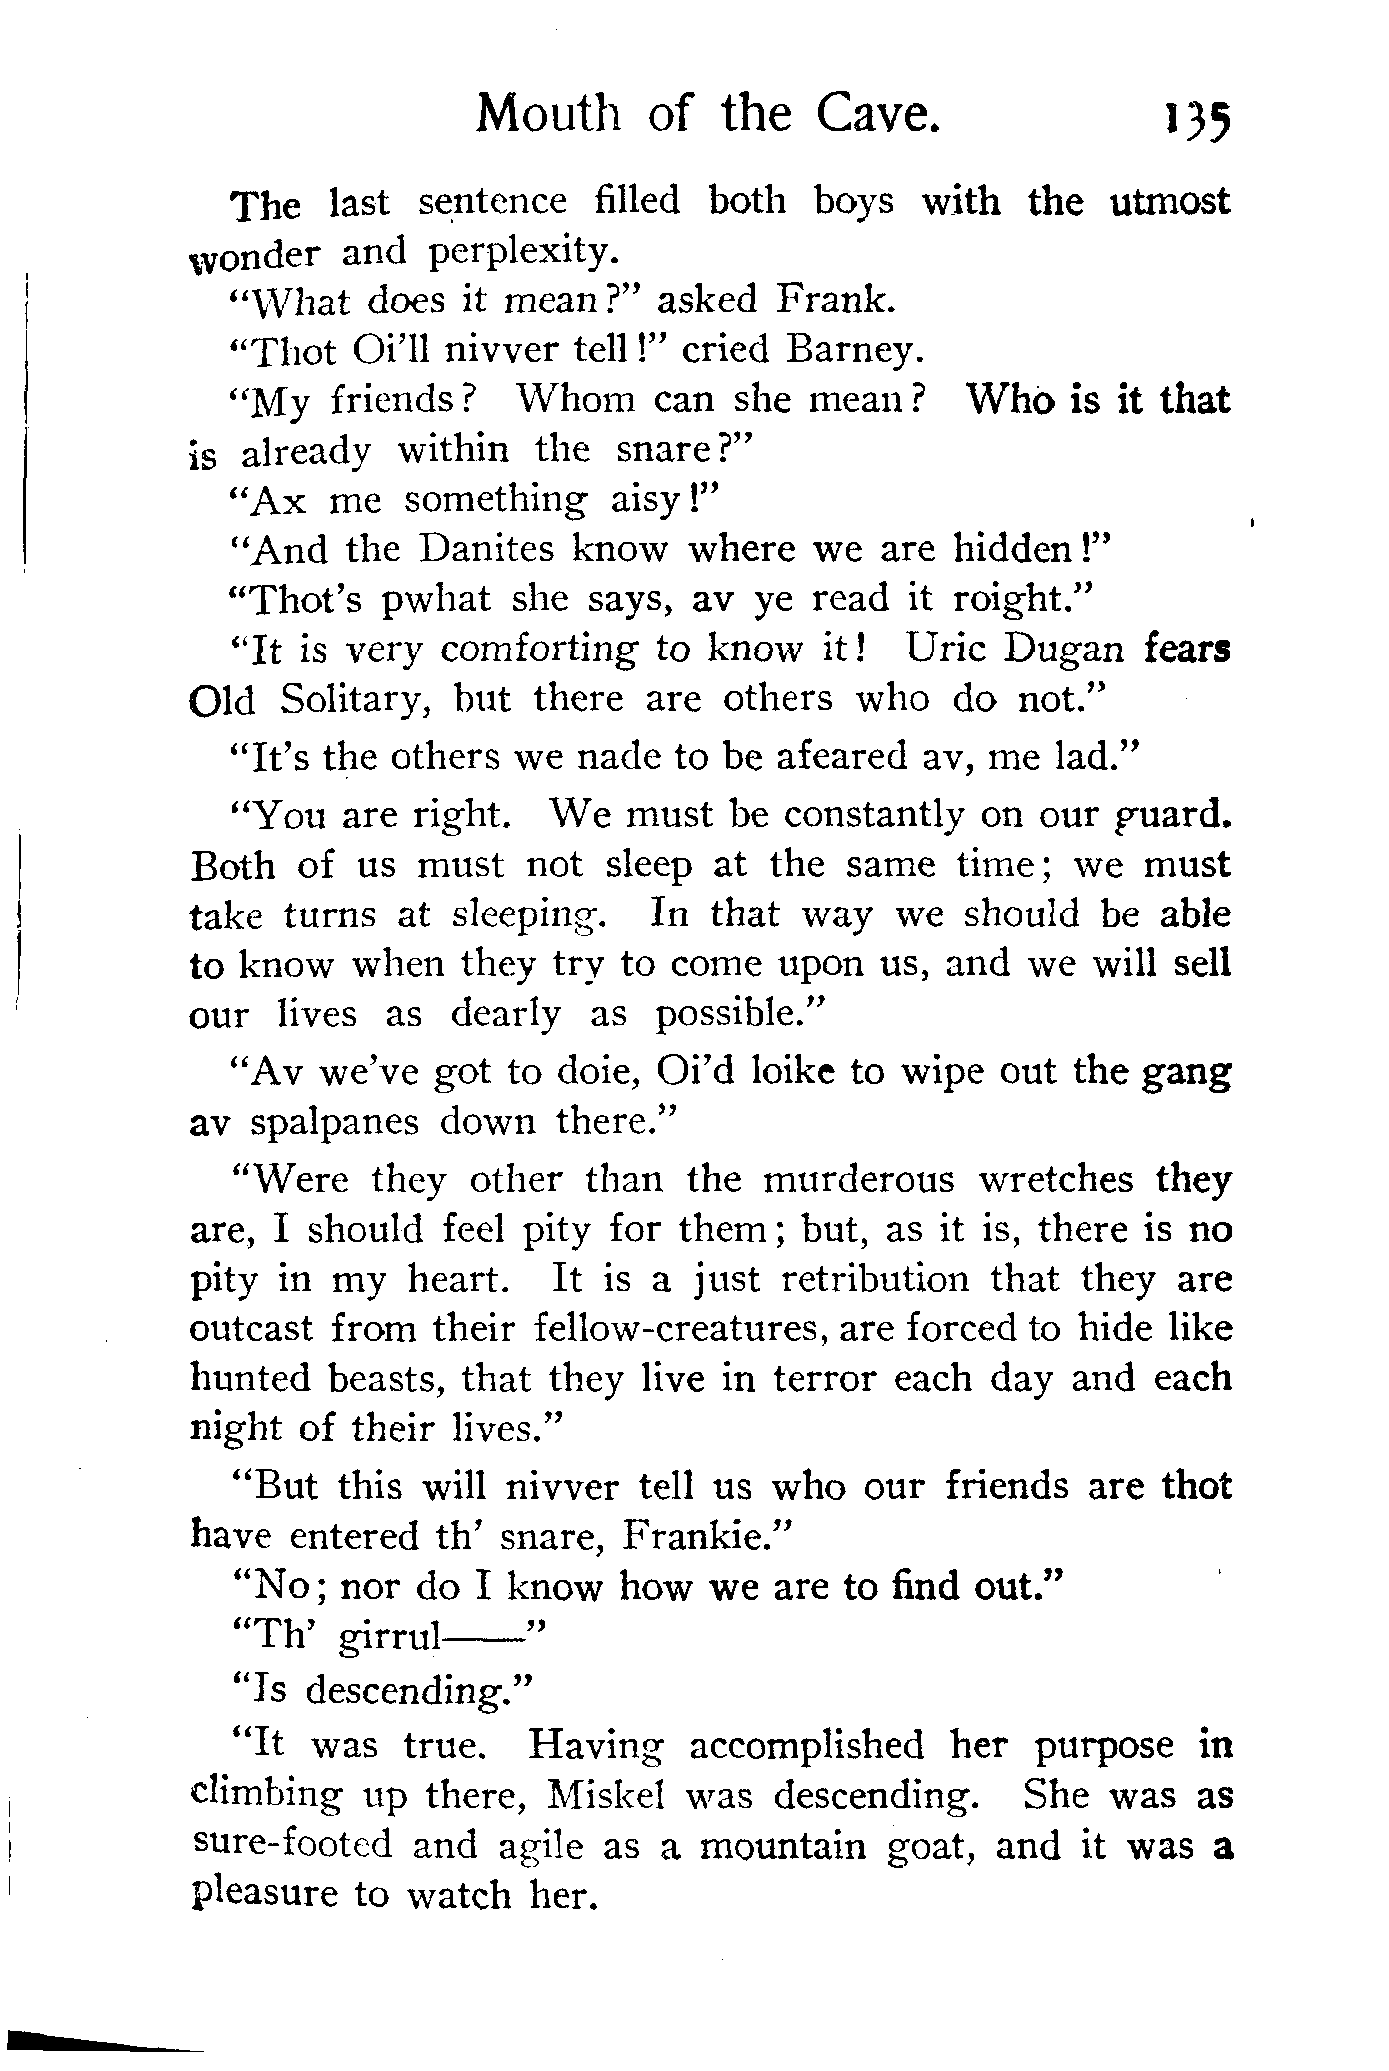 Mouth of the Cave. 135
The last sentence filled both boys with the utmost
wonder and perplexity.
"What does it mean?" asked Frank.
"Thot Oi'll nivver tell!" cried Barney.
"My friends? Whom can she mean? Who is it that
is already within the snare?"
"Ax me something aisy!"
"And the Danites know where we are hidden!"
"Thot's pwhat she says, av ye read it roight."
"It is very comforting to know it! Uric Dugan fears
Old Solitary, but there are others who do not."
"It's the others we nade to be afeared av, me lad."
"You are right. We must be constantly on our guard.
Both of us must not sleep at the same time; we must
take turns at sleeping. In that way we should be able
to know when they try to come upon us, and we will sell
our lives as dearly as possible."
"Av we've got to doie, Oi'd loike to wipe out the gang
av spalpanes down there."
"Were they other than the murderous wretches they
are, I should feel pity for them; but, as it is, there is no
pity in my heart. It is a just retribution that they are
outcast from their fellow-creatures, are forced to hide like
hunted beasts, that they live in terror each day and each
night of their lives."
"But this will nivver tell us who our friends are thot
have entered th' snare, Frankie."
"No; nor do I know how we are to find out."
"Th' girrul——"
"Is descending."
"It was true. Having accomplished her purpose in
climbing up there, Miskel was descending. She was as
sure-footed and agile as a mountain goat, and it was a
pleasure to watch her.